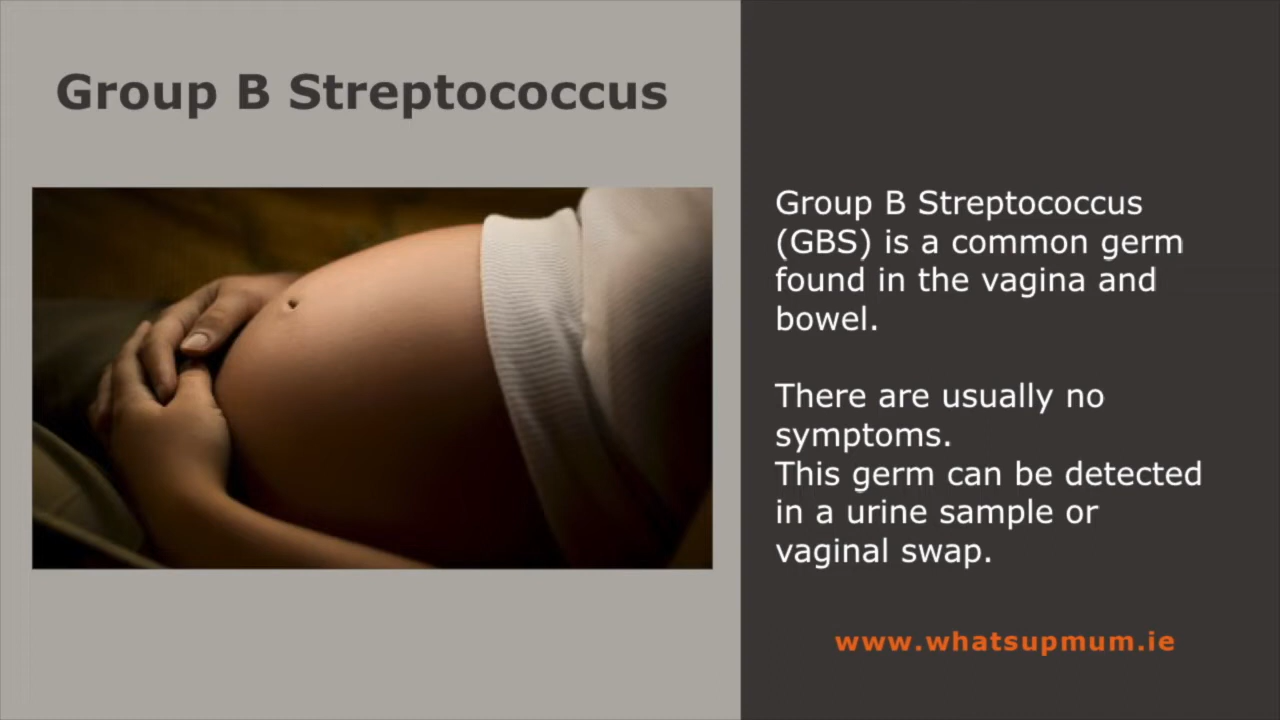 Group B Streptococcus
Group B Streptococcus
(GBS) is a common germ
found in the vagina and
bowel.
There are usually no
symptoms.
This germ can be detected
in a urine sample or
vaginal swap.
www.whatsupmum.ie